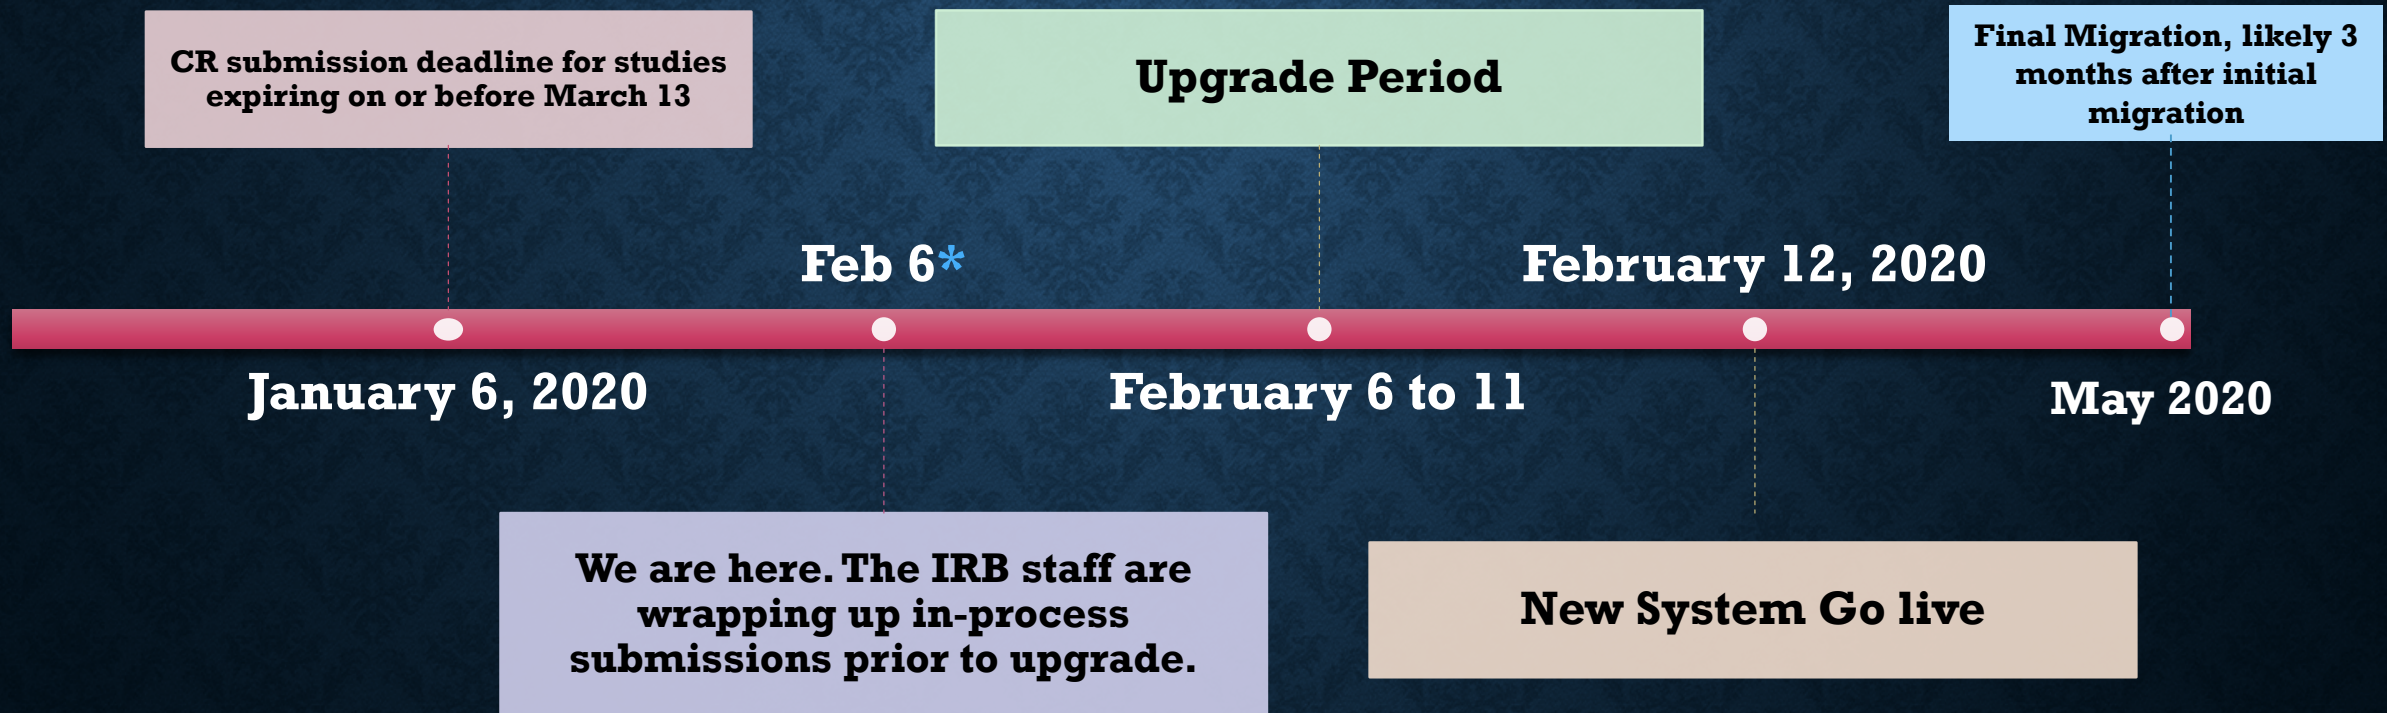 CR submission deadline for studies
expiring on or before March 13
Upgrade Period
Final Migration, likely 3
months after initial
migration
Feb 6*
February 12, 2020
January 6, 2020
February 6 to 11
May 2020
We are here. The IRB staff are
wrapping up in-process
submissions prior to upgrade.
New System Go live